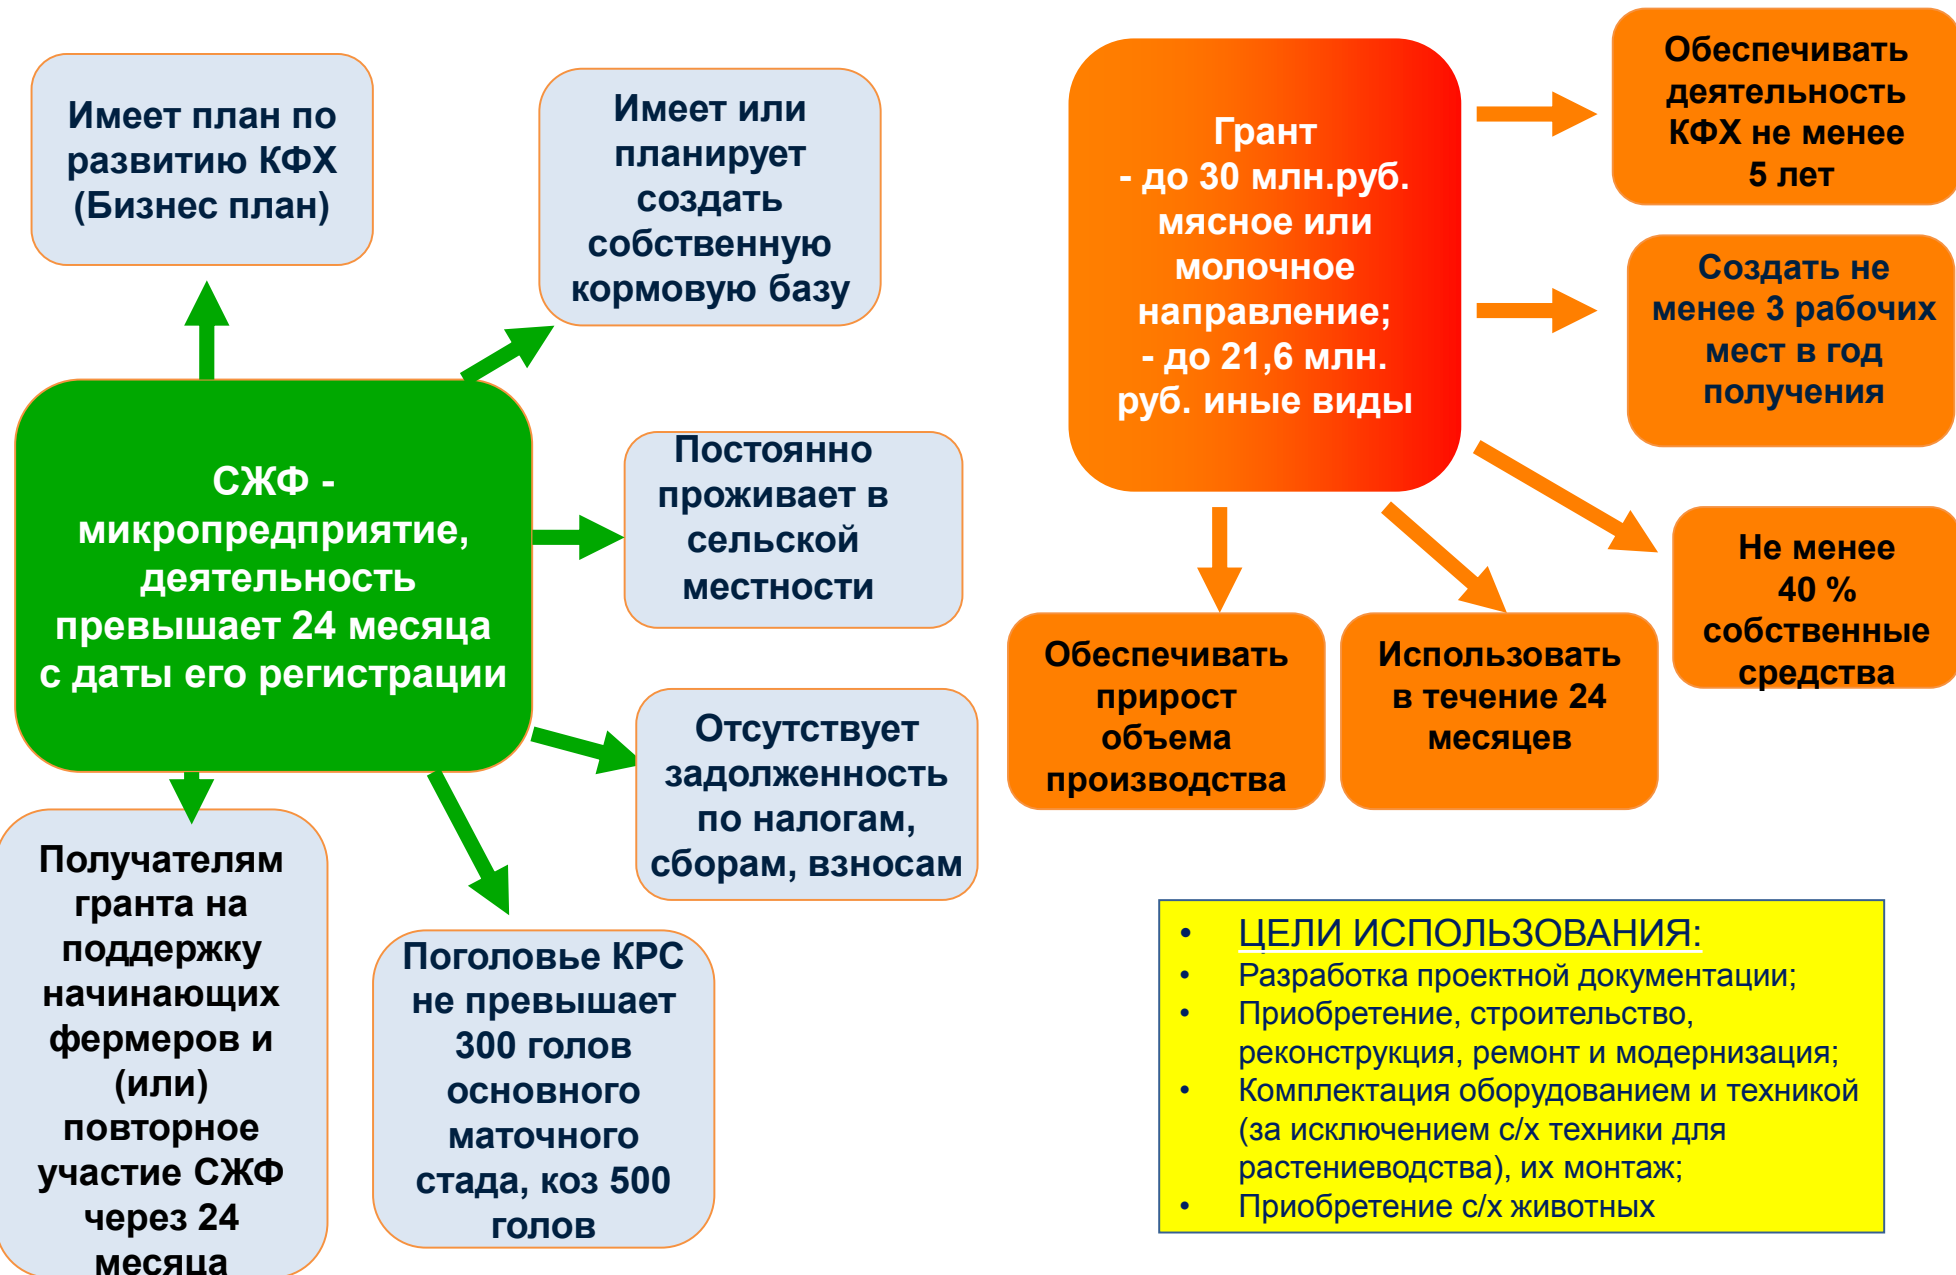 Имеет план по
развитию КФХ
(Бизнес план)
Имеет или
планирует
создать
собственную
кормовую базу
СЖФ -
микропредприятие,
деятельность
превышает 24 месяца
с даты его регистрации
Постоянно
проживает в
сельской
местности
Отсутствует
задолженность
по налогам,
сборам, взносам
Получателям
гранта на
поддержку
начинающих
фермеров и
(или)
повторное
участие СЖФ
через 24
месяца
Поголовье КРС
не превышает
300 голов
основного
маточного
стада, коз 500
голов
Грант
- до 30 млн.руб.
мясное или
молочное
направление;
- до 21,6 млн.
руб. иные виды
Обеспечивать
деятельность
КФХ не менее
5 лет
Создать не
менее 3 рабочих
мест в год
получения
Не менее
40 %
собственные
средства
Обеспечивать
прирост
объема
производства
Использовать
в течение 24
месяцев
• ЦЕЛИ ИСПОЛЬЗОВАНИЯ:
• Разработка проектной документации;
• Приобретение, строительство,
реконструкция, ремонт и модернизация;
• Комплектация оборудованием и техникой
(за исключением с/х техники для
растениеводства), их монтаж;
• Приобретение с/х животных